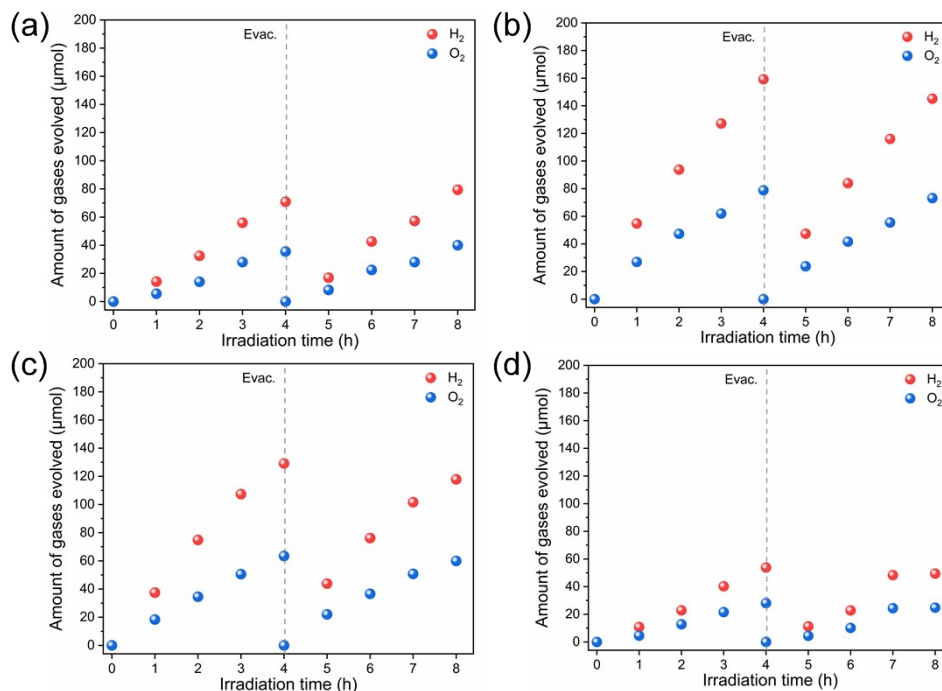 (a)
Amount of gases evolved (μmol)
200
180
160
140
120
100
80
60
40
20
0
Evac.
H₂
O₂
0 1 2 3 4 5 6 7 8
Irradiation time (h)
(b)
Amount of gases evolved (μmol)
200
180
160
140
120
100
80
60
40
20
0
Evac.
H₂
O₂
0 1 2 3 4 5 6 7 8
Irradiation time (h)
(c)
Amount of gases evolved (μmol)
200
180
160
140
120
100
80
60
40
20
0
Evac.
H₂
O₂
0 1 2 3 4 5 6 7 8
Irradiation time (h)
(d)
Amount of gases evolved (μmol)
200
180
160
140
120
100
80
60
40
20
0
Evac.
H₂
O₂
0 1 2 3 4 5 6 7 8
Irradiation time (h)